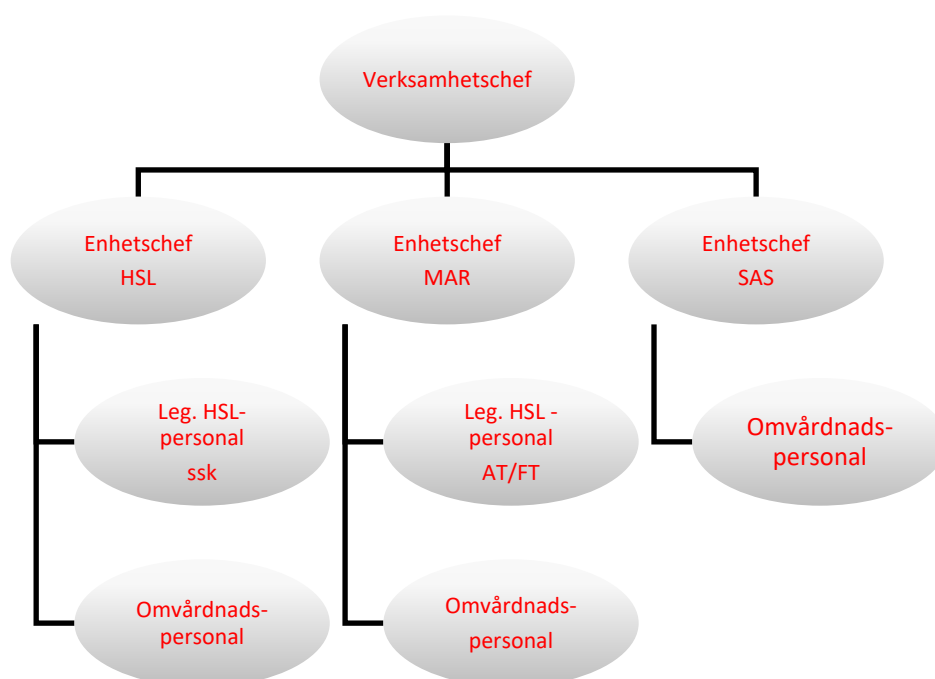 Verksamhetschef
Enhetschef
HSL
Enhetschef
MAR
Enhetschef
SAS
Leg. HSL-
personal
ssk
Leg. HSL -
personal
AT/FT
Omvårdnads-
personal
Omvårdnads-
personal
Omvårdnads-
personal